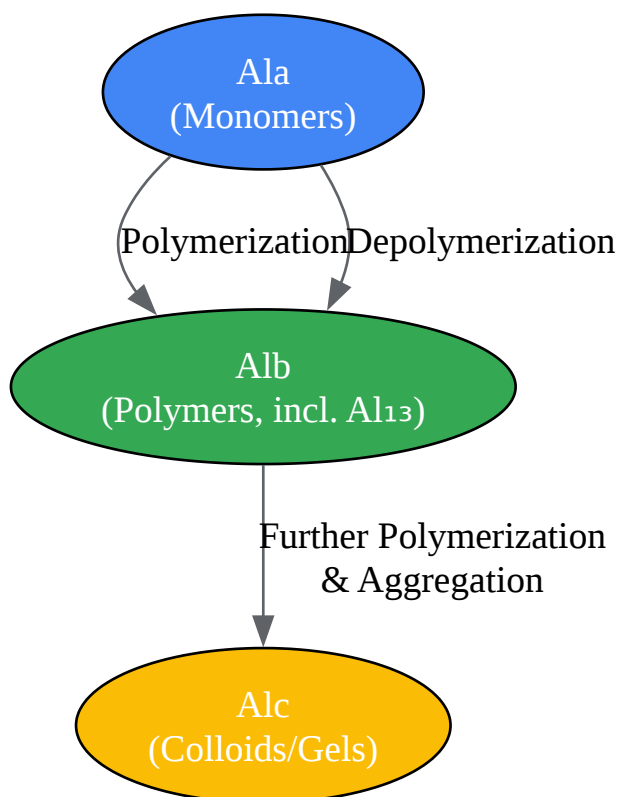 Ala
(Monomers)
Polymerization
Depolymerization
Alb
(Polymers, incl. Al₁₃)
Further Polymerization
& Aggregation
Alc
(Colloids/Gels)